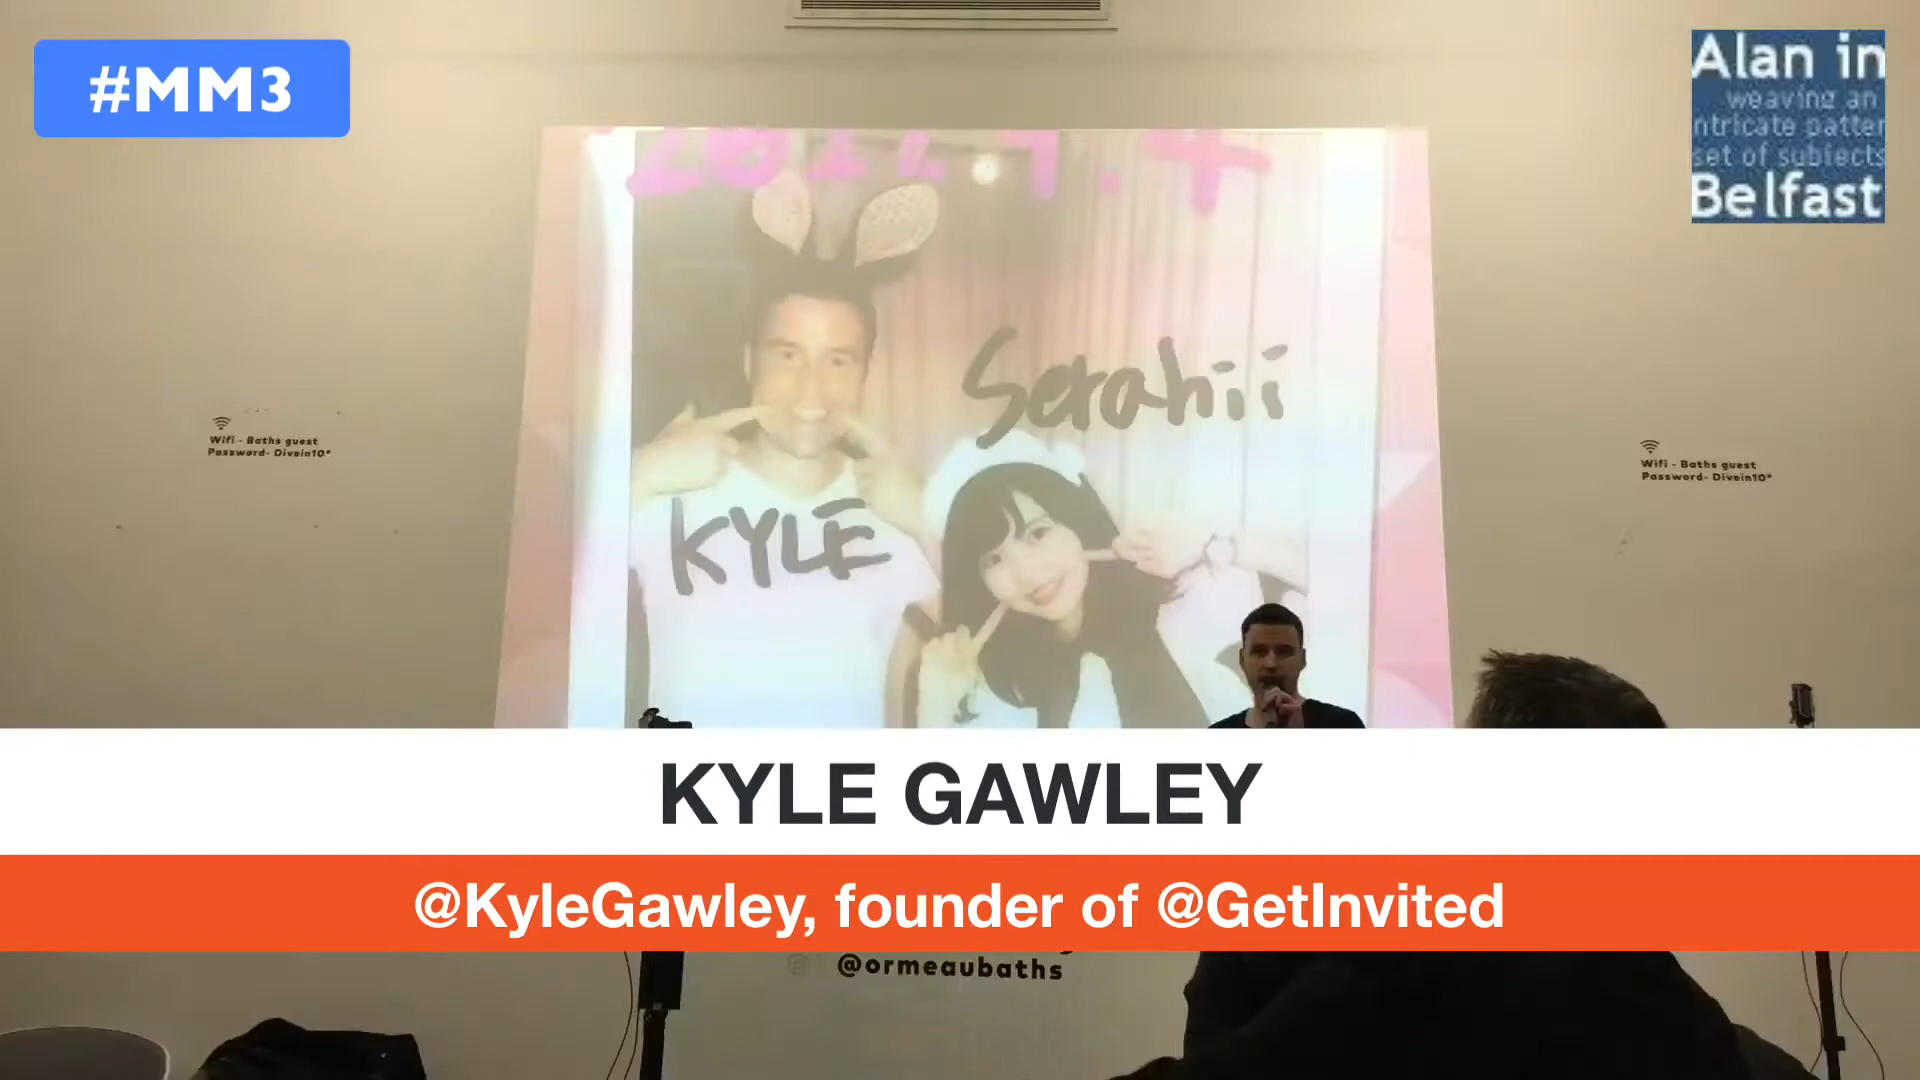 #MM3
Alan in
weaving an
ntricate patter
set of subjects
Belfast
Serahii
KYLE
Wifi - Baths guest
Password- Divein10*
Wifi - Baths guest
Password- Divein10*
KYLE GAWLEY
@KyleGawley, founder of @GetInvited
@ormeaubaths